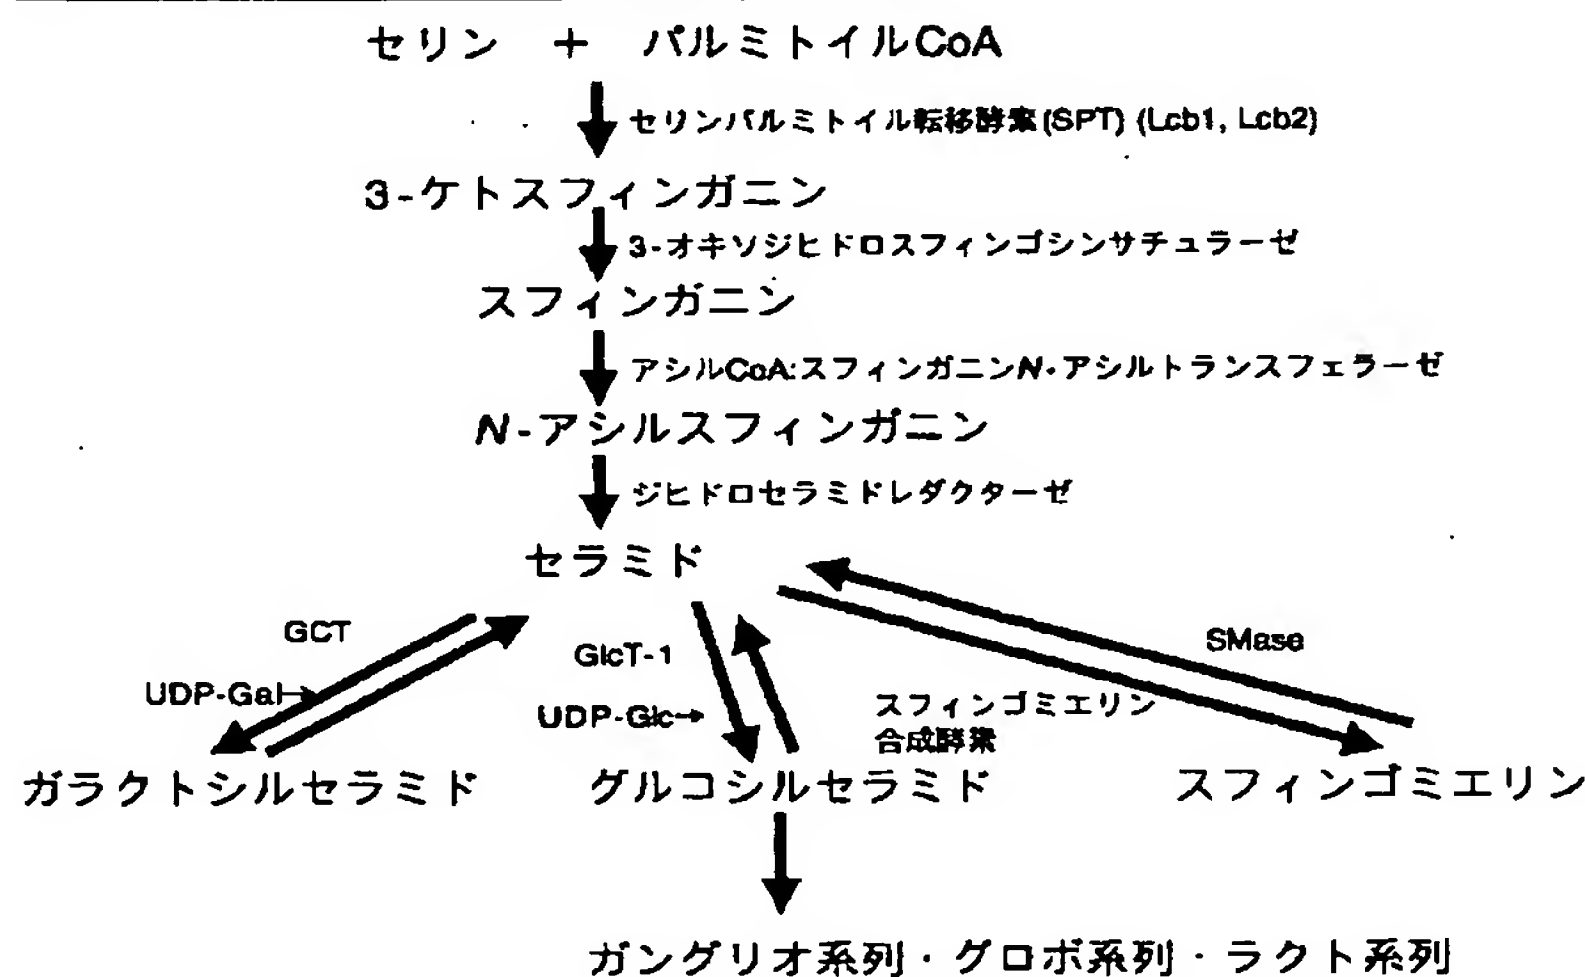 セリン + パルミトイルCoA
セリンパルミトイル転移酵素(SPT) (Lcb1, Lcb2)
3-ケトスフィンガニン
3-オキソジヒドロスフィンゴシンサチュラーゼ
スフィンガニン
アシルCoA:スフィンガニンN-アシルトランスフェラーゼ
N-アシルスフィンガニン
ジヒドロセラミドレダクターゼ
セラミド
GCT
GlcT-1
SMase
UDP-Gal
UDP-Glc
スフィンゴミエリン
合成酵素
ガラクトシルセラミド
グルコシルセラミド
スフィンゴミエリン
ガングリオ系列・グロボ系列・ラクト系列